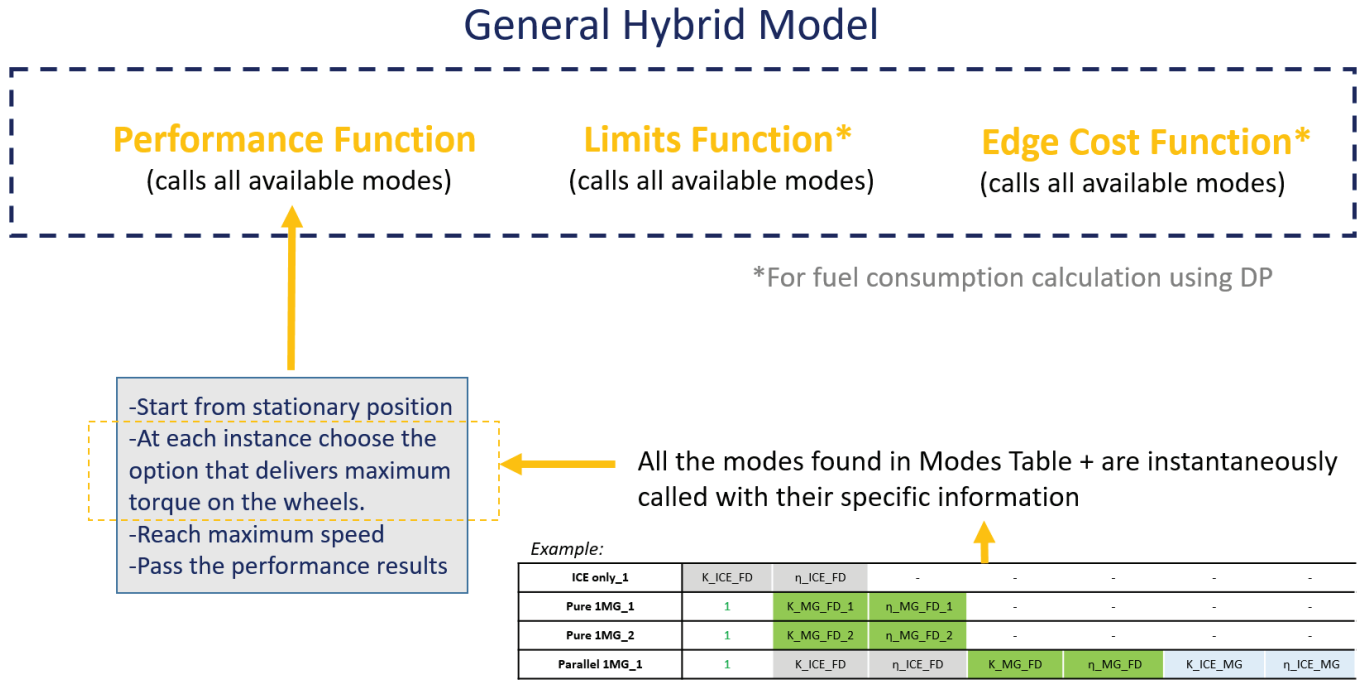 General Hybrid Model
Performance Function
(calls all available modes)
Limits Function*
(calls all available modes)
Edge Cost Function*
(calls all available modes)
*For fuel consumption calculation using DP
-Start from stationary position
-At each instance choose the
option that delivers maximum
torque on the wheels.
-Reach maximum speed
-Pass the performance results
All the modes found in Modes Table + are instantaneously
called with their specific information
Example:
ICE only_1 K_ICE_FD η_ICE_FD - - - - -
Pure 1MG_1 1 K_MG_FD_1 η_MG_FD_1 - - - -
Pure 1MG_2 1 K_MG_FD_2 η_MG_FD_2 - - - -
Parallel 1MG_1 1 K_ICE_FD η_ICE_FD K_MG_FD η_MG_FD K_ICE_MG η_ICE_MG